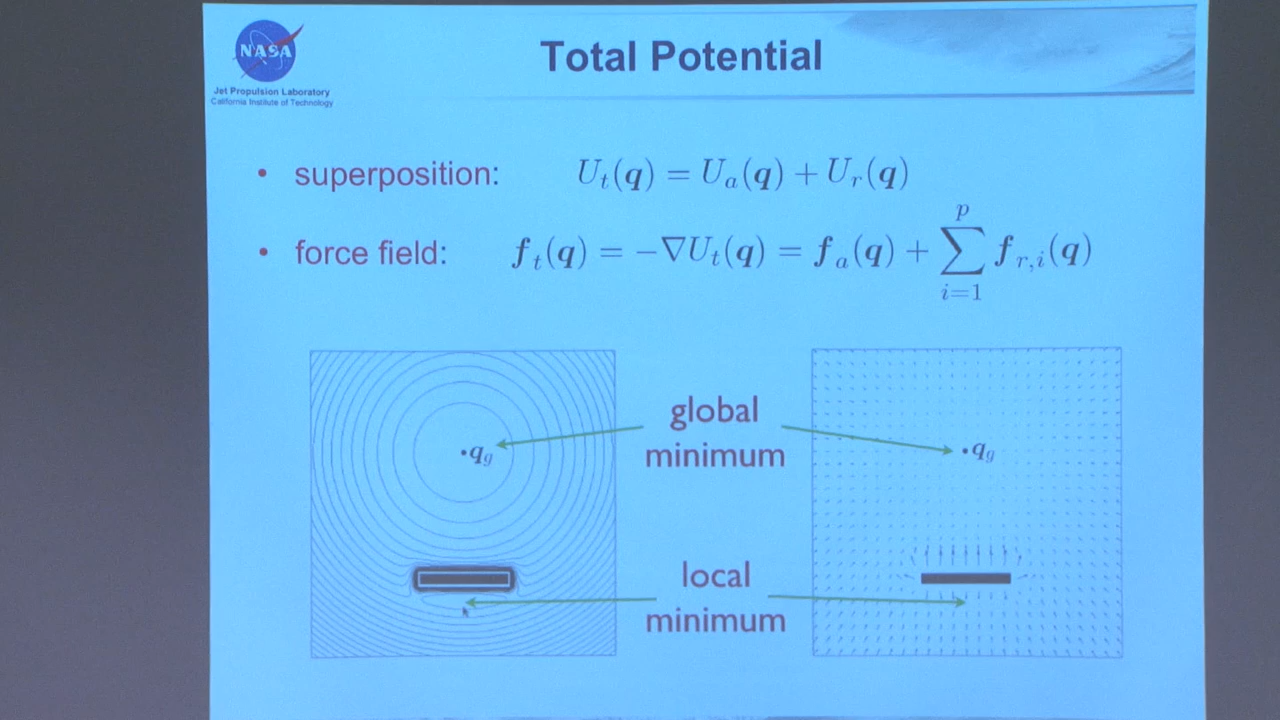 NASA
Jet Propulsion Laboratory
California Institute of Technology
Total Potential
• superposition: U_t(q) = U_a(q) + U_r(q)
• force field: f_t(q) = −∇U_t(q) = f_a(q) + ∑_{i=1}^{p} f_{r,i}(q)
global
minimum
•q_g
•q_g
local
minimum